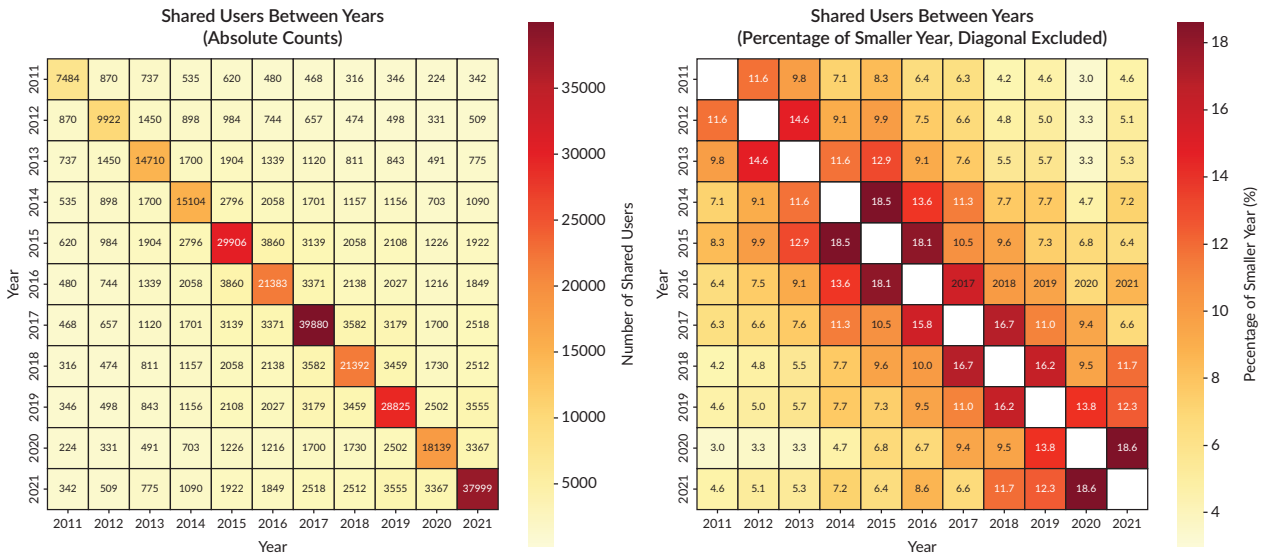 Shared Users Between Years
(Absolute Counts)
2011 7484 870 737 535 620 480 468 316 346 224 342
2012 870 9922 1450 898 984 744 657 474 498 331 509
2013 737 1450 14710 1700 1904 1339 1120 811 843 491 775
2014 535 898 1700 15104 2796 2058 1701 1157 1156 703 1090
2015 620 984 1904 2796 29906 3860 3139 2058 2108 1226 1922
2016 480 744 1339 2058 3860 21383 3371 2138 2027 1216 1849
2017 468 657 1120 1701 3139 3371 39880 3582 3179 1700 2518
2018 316 474 811 1157 2058 2138 3582 21392 3459 1730 2512
2019 346 498 843 1156 2108 2027 3179 3459 28825 2502 3555
2020 224 331 491 703 1226 1216 1700 1730 2502 18139 3367
2021 342 509 775 1090 1922 1849 2518 2512 3555 3367 37999
2011 2012 2013 2014 2015 2016 2017 2018 2019 2020 2021
Year
Year
35000
30000
25000
20000
15000
10000
5000
Number of Shared Users
Shared Users Between Years
(Percentage of Smaller Year, Diagonal Excluded)
2011 11.6 9.8 7.1 8.3 6.4 6.3 4.2 4.6 3.0 4.6
2012 11.6 14.6 9.1 9.9 7.5 6.6 4.8 5.0 3.3 5.1
2013 9.8 14.6 11.6 12.9 9.1 7.6 5.5 5.7 3.3 5.3
2014 7.1 9.1 11.6 18.5 13.6 11.3 7.7 7.7 4.7 7.2
2015 8.3 9.9 12.9 18.5 18.1 10.5 9.6 7.3 6.8 6.4
2016 6.4 7.5 9.1 13.6 18.1 2017 2018 2019 2020 2021
2017 6.3 6.6 7.6 11.3 10.5 15.8 16.7 11.0 9.4 6.6
2018 4.2 4.8 5.5 7.7 9.6 10.0 16.7 16.2 9.5 11.7
2019 4.6 5.0 5.7 7.7 7.3 9.5 11.0 16.2 13.8 12.3
2020 3.0 3.3 3.3 4.7 6.8 6.7 9.4 9.5 13.8 18.6
2021 4.6 5.1 5.3 7.2 6.4 8.6 6.6 11.7 12.3 18.6
2011 2012 2013 2014 2015 2016 2017 2018 2019 2020 2021
Year
Year
18
16
14
12
10
8
6
4
Pecentage of Smaller Year (%)